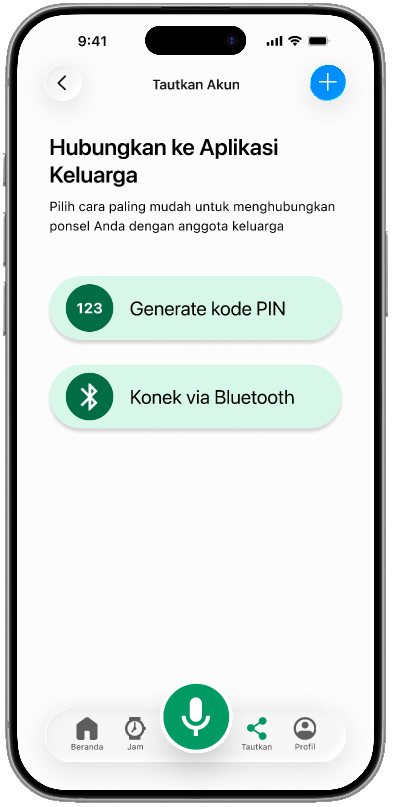 9:41
Tautkan Akun
Hubungkan ke Aplikasi
Keluarga
Pilih cara paling mudah untuk menghubungkan
ponsel Anda dengan anggota keluarga
123 Generate kode PIN
Konek via Bluetooth
Beranda Jam Tautkan Profil